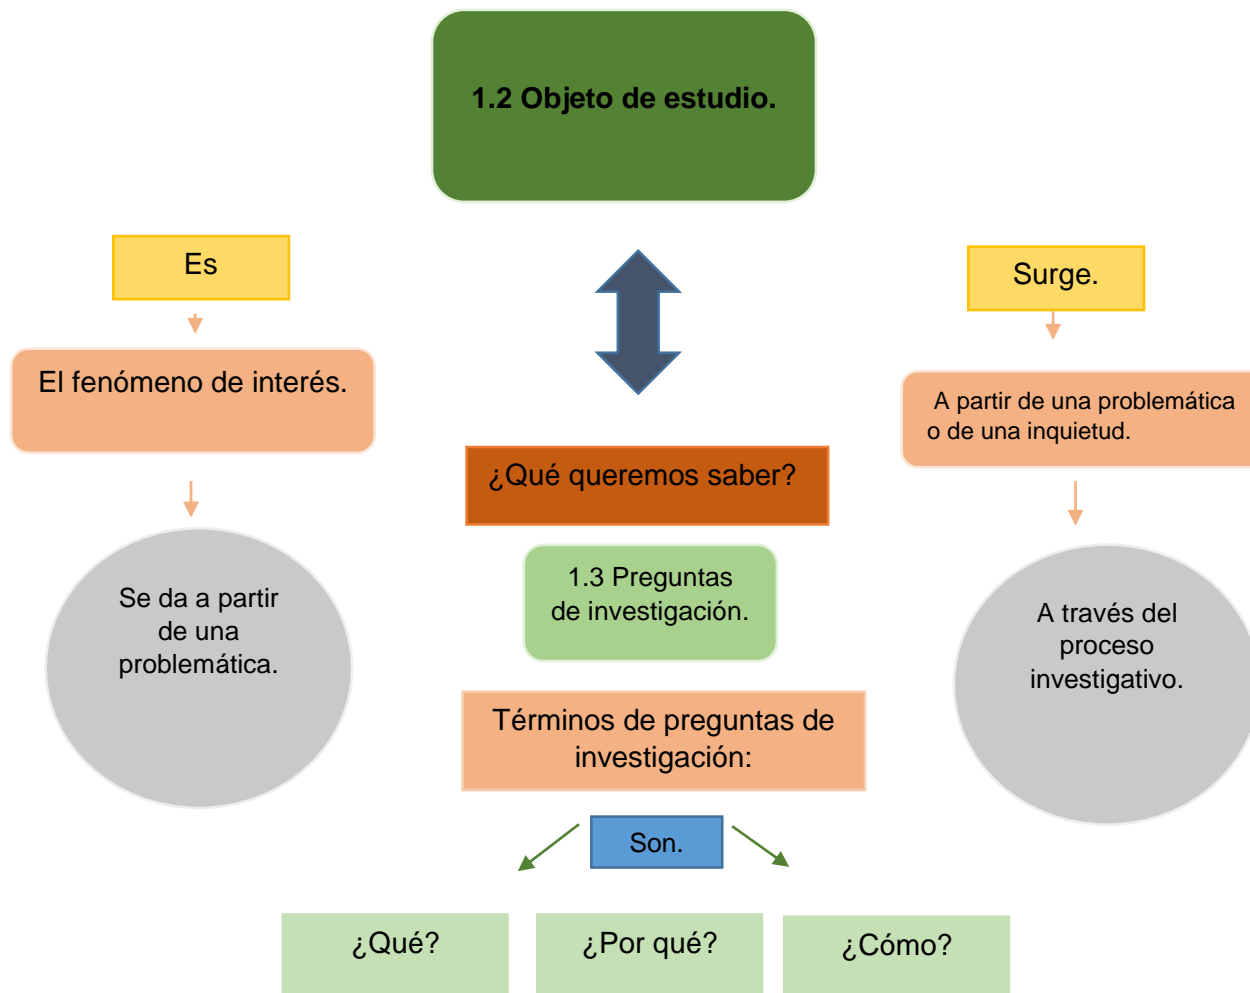 1.2 Objeto de estudio.
Es
El fenómeno de interés.
Se da a partir
de una
problemática.
¿Qué queremos saber?
1.3 Preguntas
de investigación.
Términos de preguntas de
investigación:
Son.
¿Qué?
¿Por qué?
¿Cómo?
Surge.
A partir de una problemática
o de una inquietud.
A través del
proceso
investigativo.